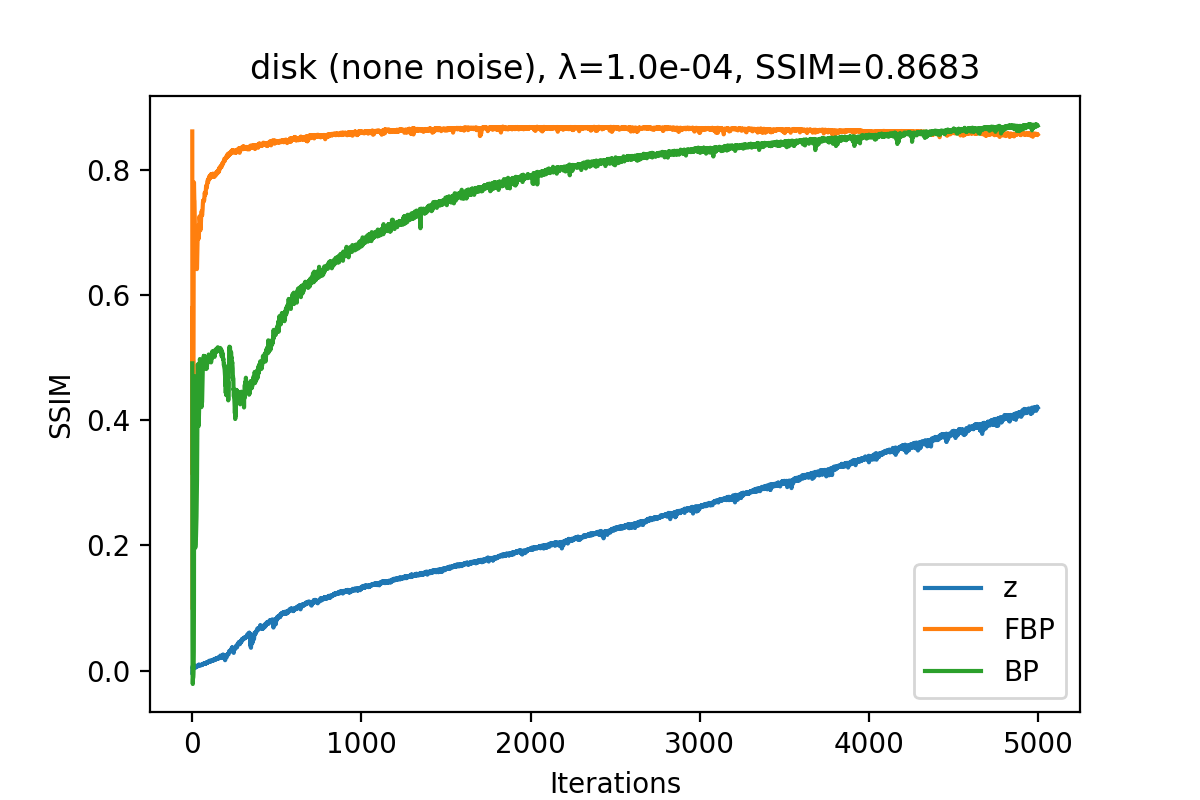 disk (none noise), λ=1.0e-04, SSIM=0.8683
SSIM
0.8
0.6
0.4
0.2
0.0
z
FBP
BP
0 1000 2000 3000 4000 5000
Iterations